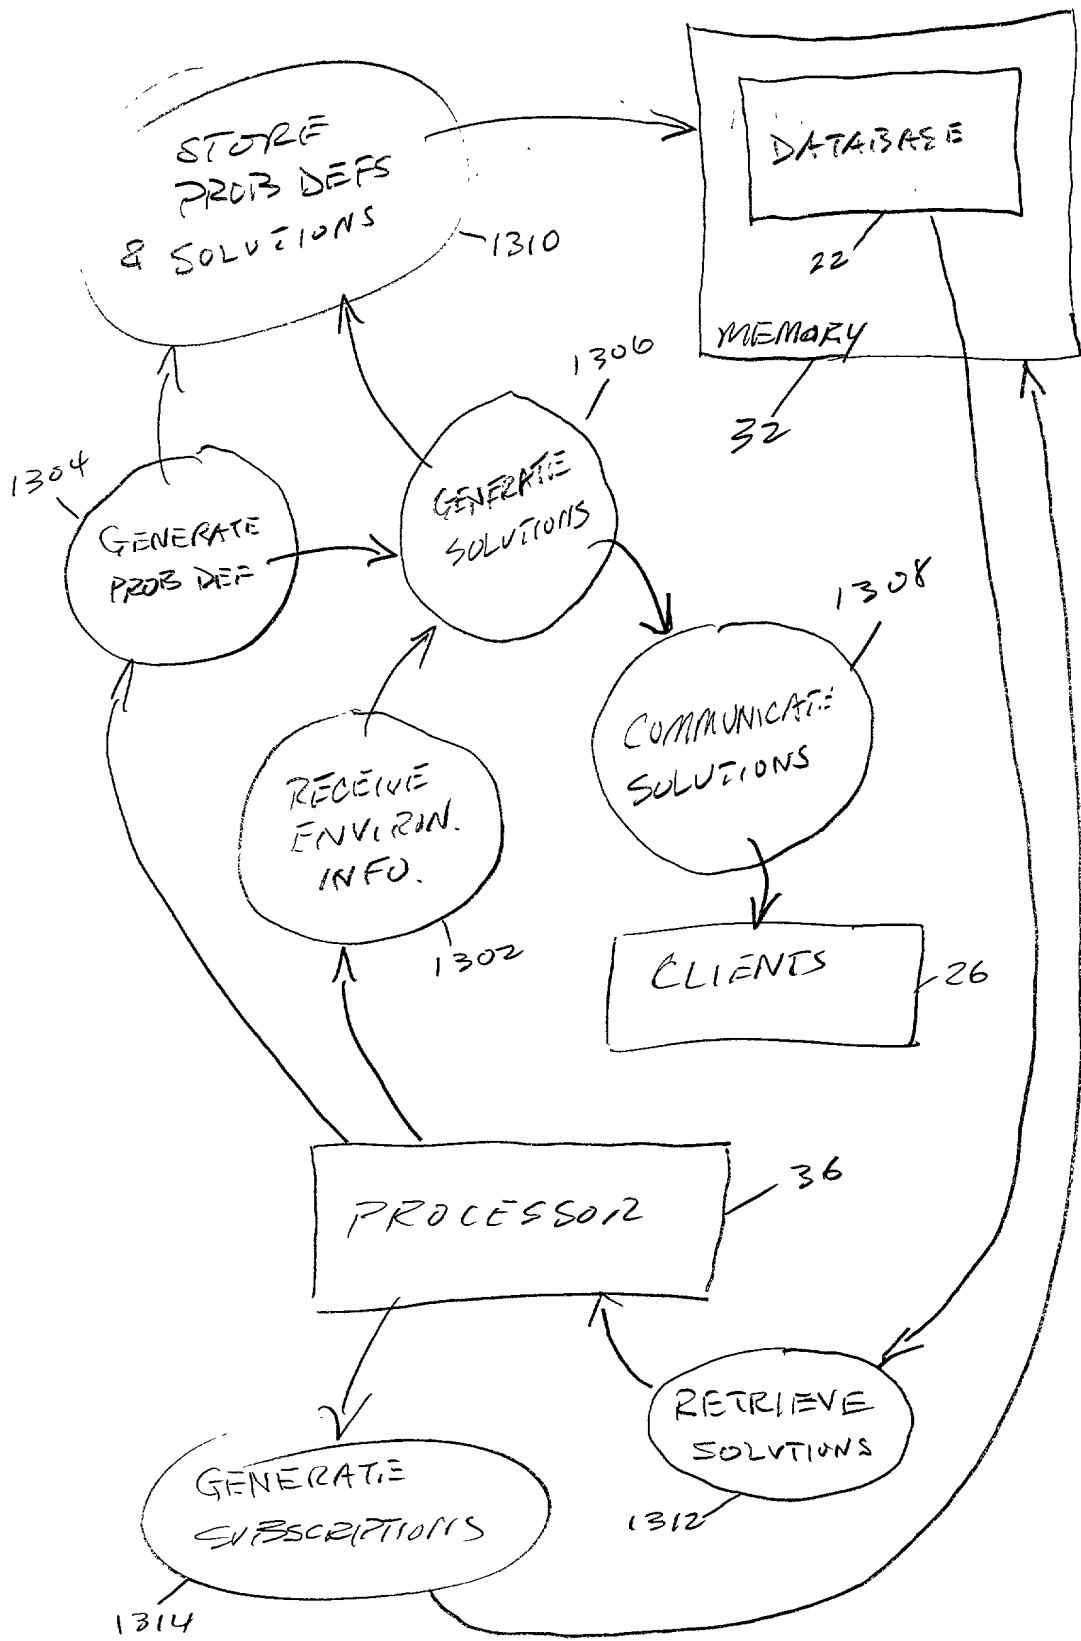 STORE
PROB DEFS
& SOLUTIONS
1310
DATABASE
22
MEMORY
32
1306
1304
GENERATE
SOLUTIONS
GENERATE
PROB DEF
1308
COMMUNICATE
SOLUTIONS
RECEIVE
ENVIRON.
INFO.
1302
CLIENTS
26
36
PROCESSOR
RETRIEVE
SOLUTIONS
1312
GENERATE
SUBSCRIPTIONS
1314